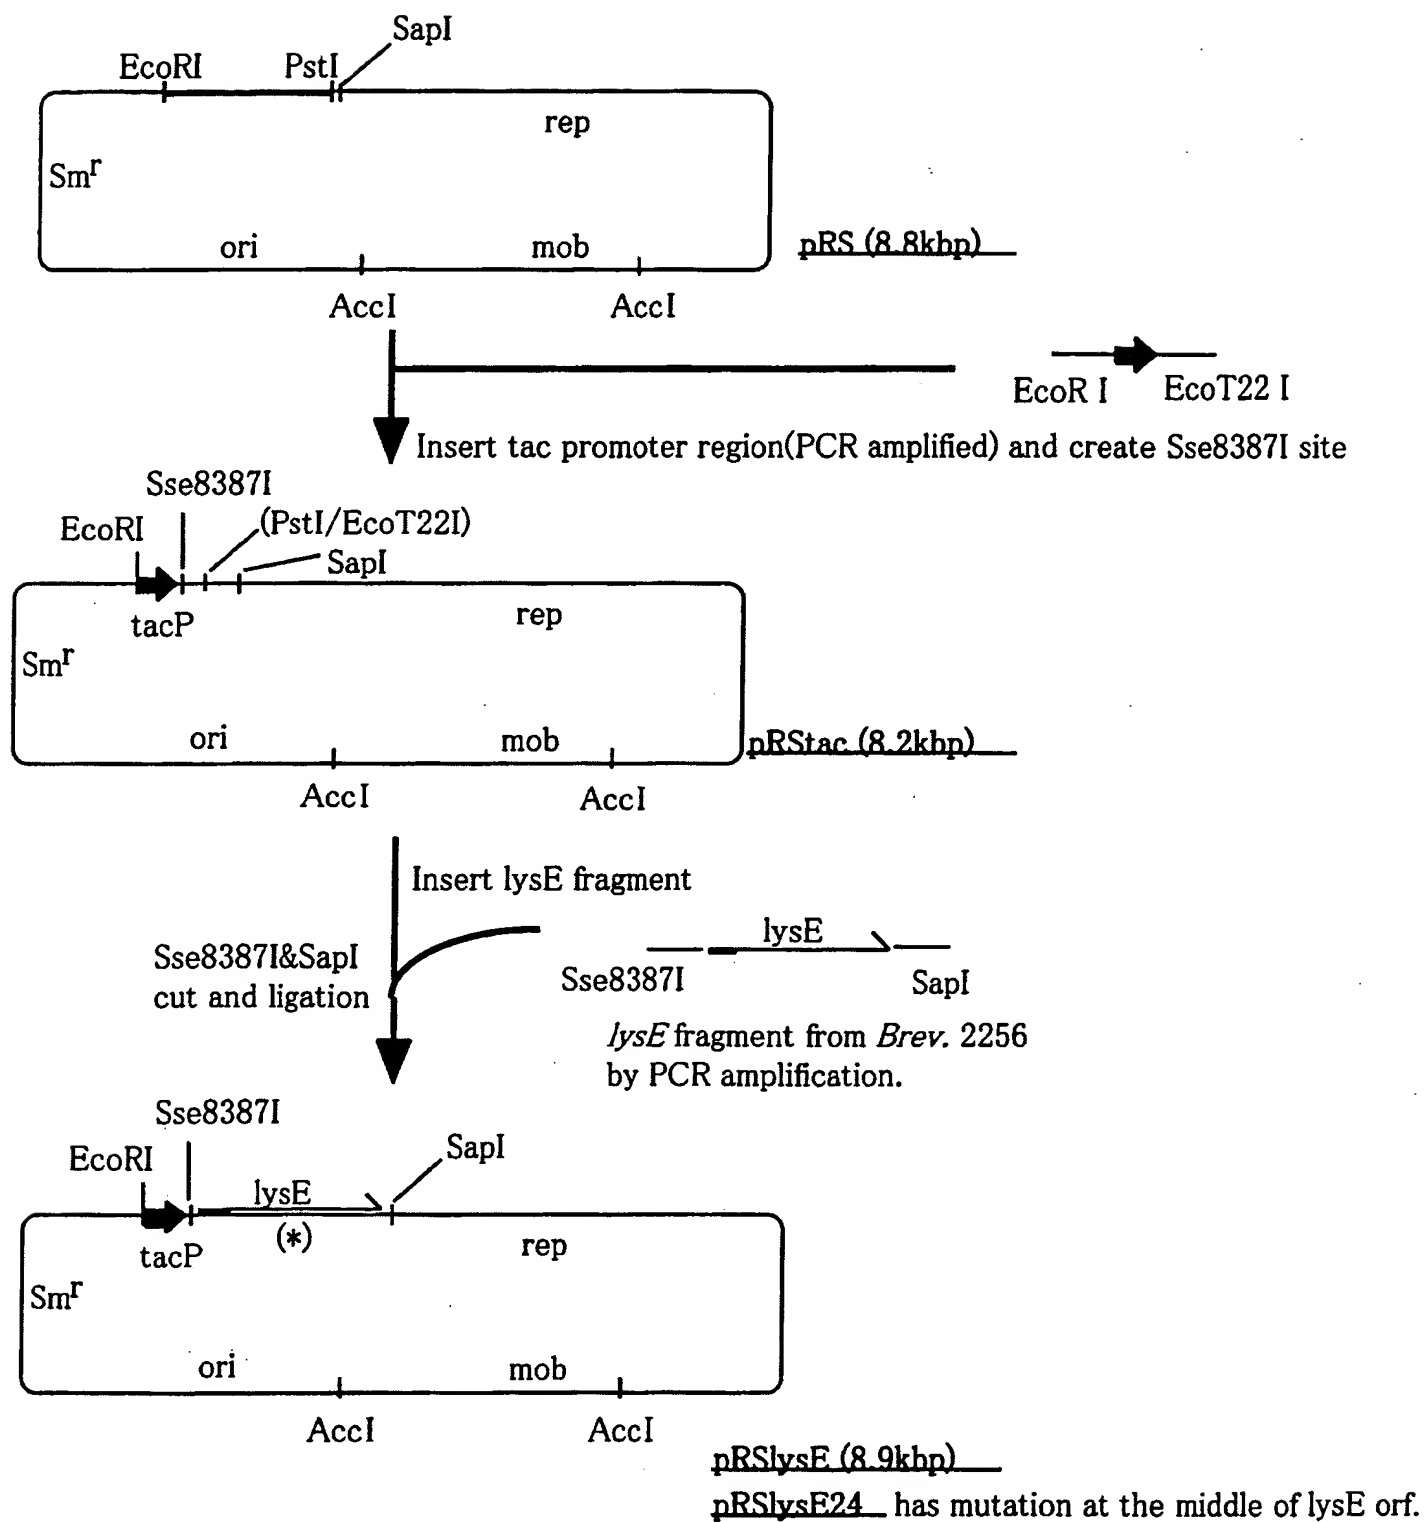 SapI
EcoRI PstI
rep
Smr
ori mob
pRS (8.8kbp)
AccI AccI
EcoR I EcoT22 I
Insert tac promoter region(PCR amplified) and create Sse8387I site
Sse8387I
EcoRI (PstI/EcoT22I)
SapI
tacP rep
Smr
ori mob
pRStac (8.2kbp)
AccI AccI
Insert lysE fragment
lysE
Sse8387I&SapI
cut and ligation
Sse8387I SapI
lysE fragment from Brev. 2256
by PCR amplification.
Sse8387I
EcoRI SapI
lysE
tacP (*) rep
Smr
ori mob
AccI AccI
pRSlysE (8.9kbp)
pRSlysE24 has mutation at the middle of lysE orf.